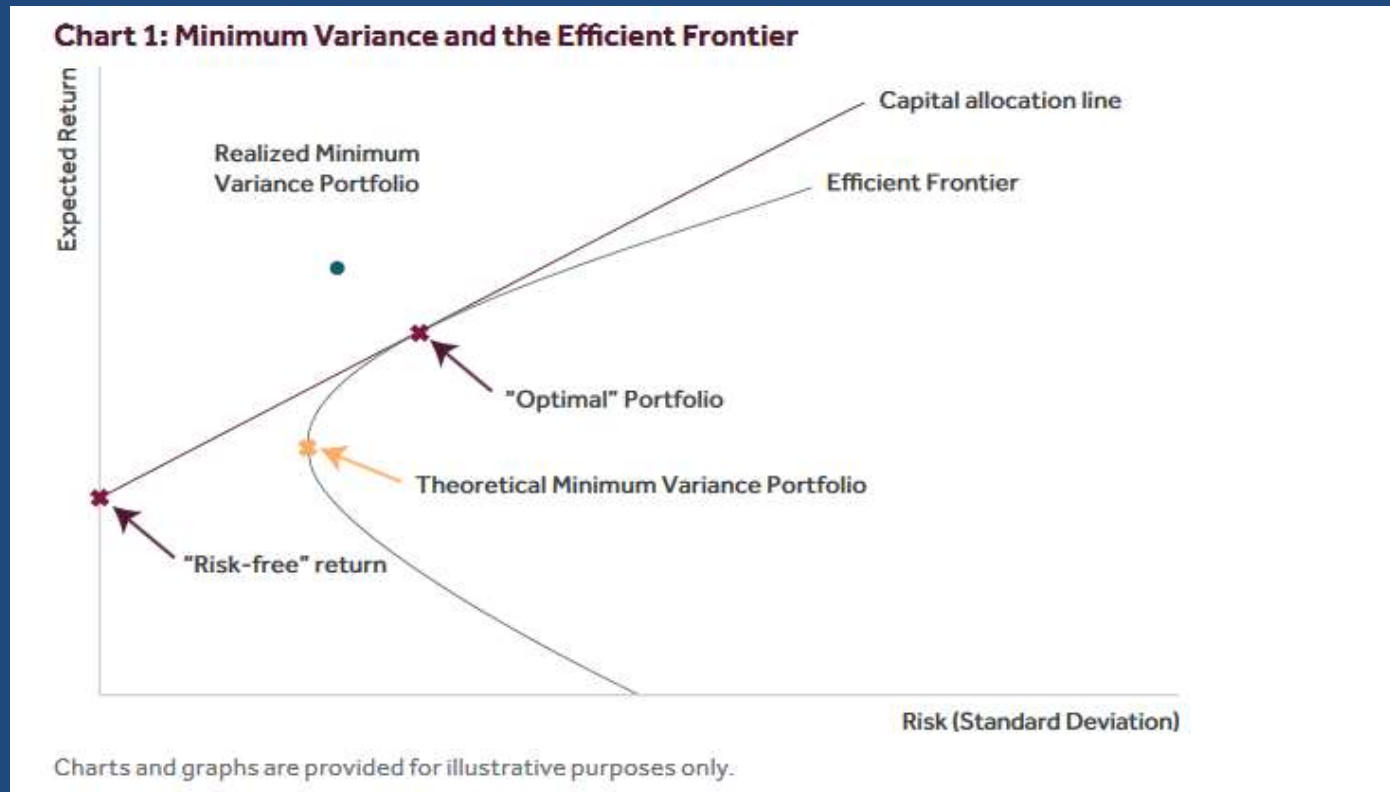 Chart 1: Minimum Variance and the Efficient Frontier
Expected Return
Capital allocation line
Realized Minimum
Variance Portfolio
Efficient Frontier
"Optimal" Portfolio
Theoretical Minimum Variance Portfolio
"Risk-free" return
Risk (Standard Deviation)
Charts and graphs are provided for illustrative purposes only.